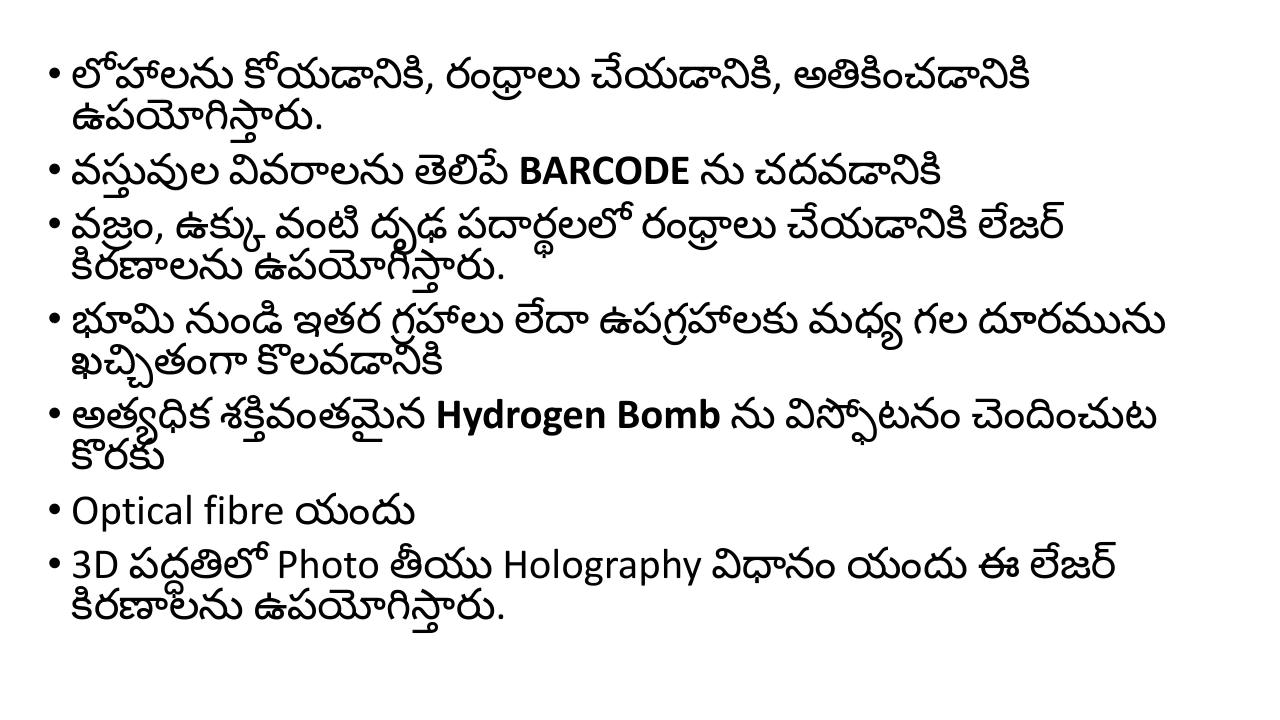 • లోహాలను కోయడానికి, రంధ్రాలు చేయడానికి, అతికించడానికి
ఉపయోగిస్తారు.
• వస్తువుల వివరాలను తెలిపే BARCODE ను చదవడానికి
• వజ్రం, ఉక్కు వంటి దృఢ పదార్థలలో రంధ్రాలు చేయడానికి లేజర్
కిరణాలను ఉపయోగిస్తారు.
• భూమి నుండి ఇతర గ్రహాలు లేదా ఉపగ్రహాలకు మధ్య గల దూరమును
ఖచ్చితంగా కొలవడానికి
• అత్యధిక శక్తివంతమైన Hydrogen Bomb ను విస్ఫోటనం చెందించుట
కొరకు
• Optical fibre యందు
• 3D పద్ధతిలో Photo తీయు Holography విధానం యందు ఈ లేజర్
కిరణాలను ఉపయోగిస్తారు.